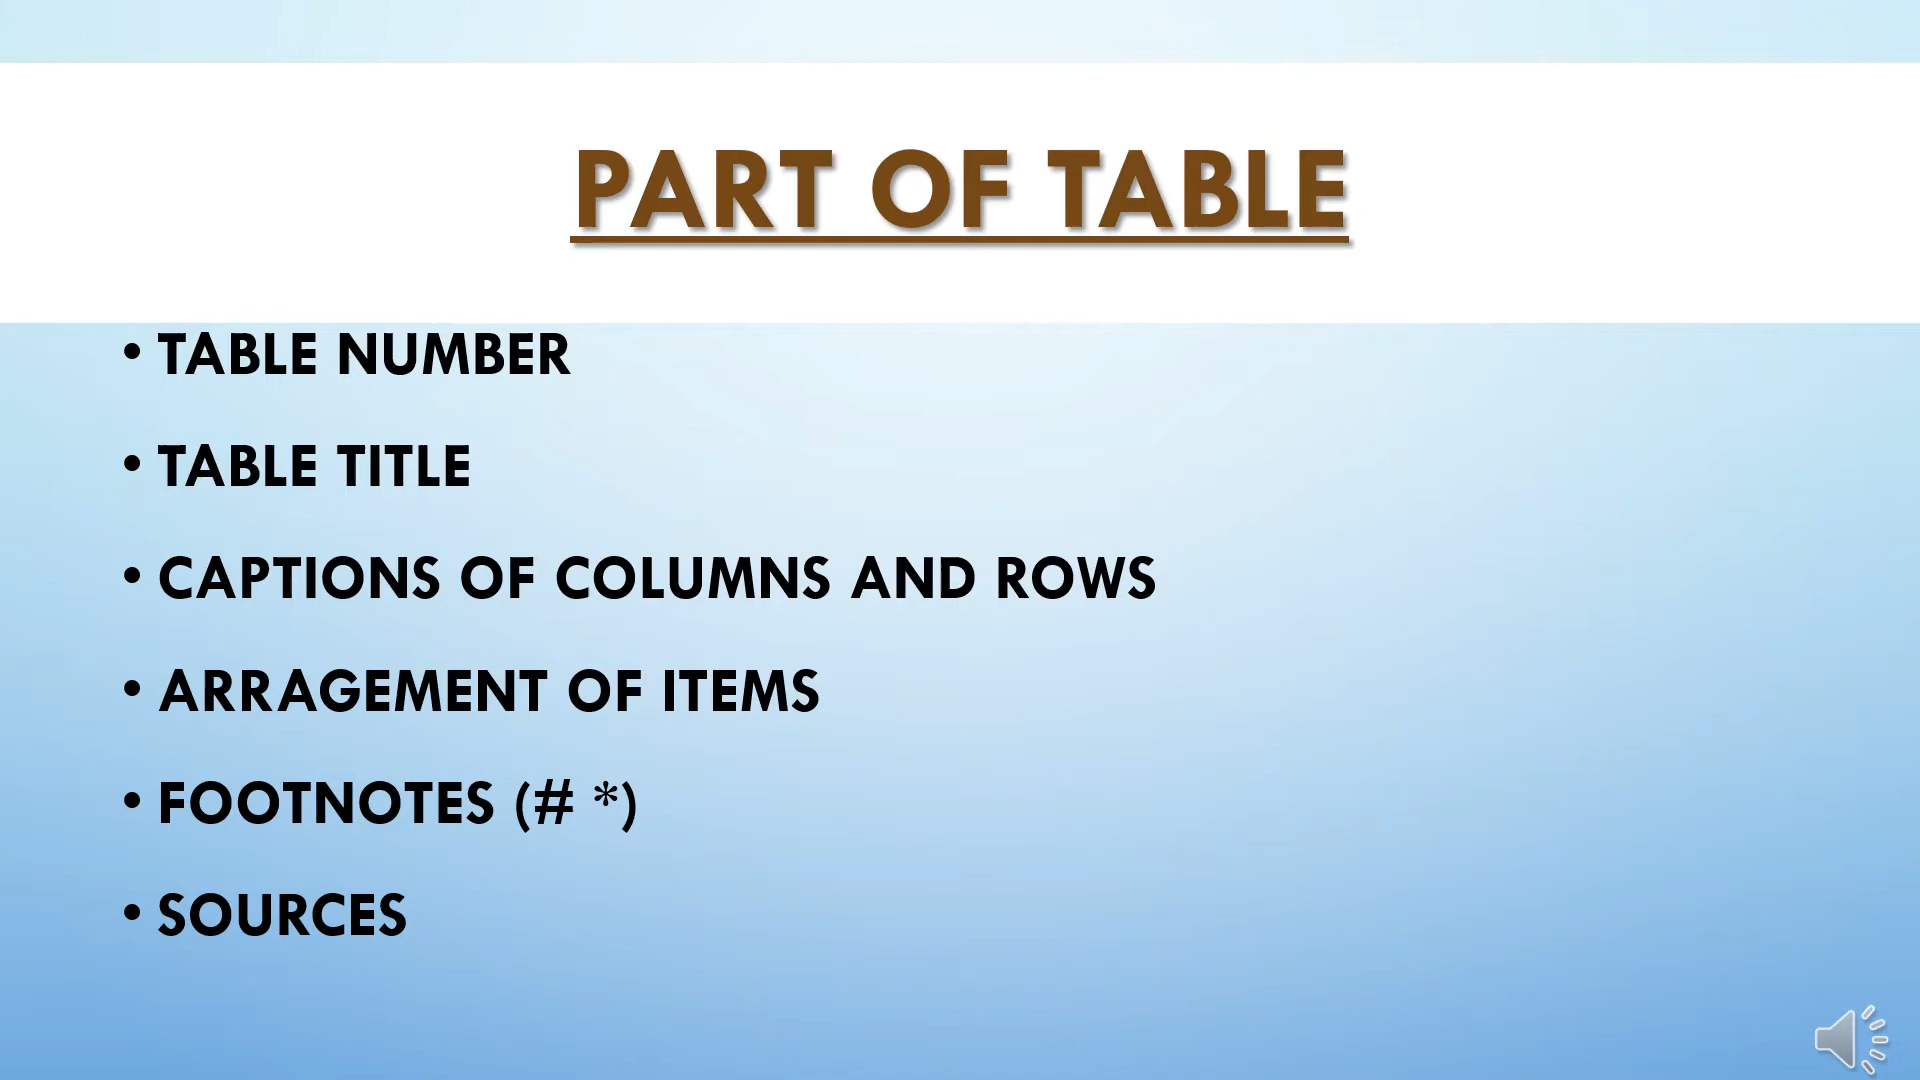 PART OF TABLE
• TABLE NUMBER
• TABLE TITLE
• CAPTIONS OF COLUMNS AND ROWS
• ARRAGEMENT OF ITEMS
• FOOTNOTES (# *)
• SOURCES